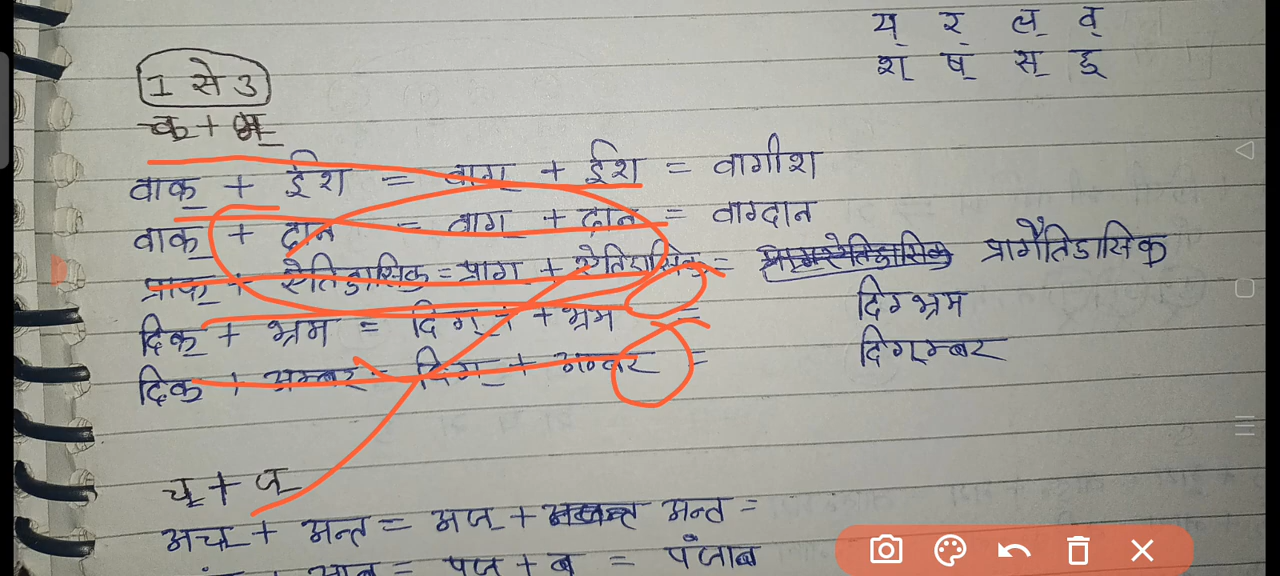 य् र् ल् व्
श् ष् स् ह्
1 से 3
वाक् + ईश = वाग् + ईश = वागीश
वाक् + दान = वाग् + दान = वाग्दान
प्राक् + ऐतिहासिक = प्राग् + ऐतिहासिक = प्रागैतिहासिक
दिक् + भ्रम = दिग् + भ्रम = दिग्भ्रम
दिक् + अम्बर = दिग् + अम्बर = दिगम्बर
च् + ज्
अच् + अन्त = अज् + अन्त =
= पज् + ब = पंजाब